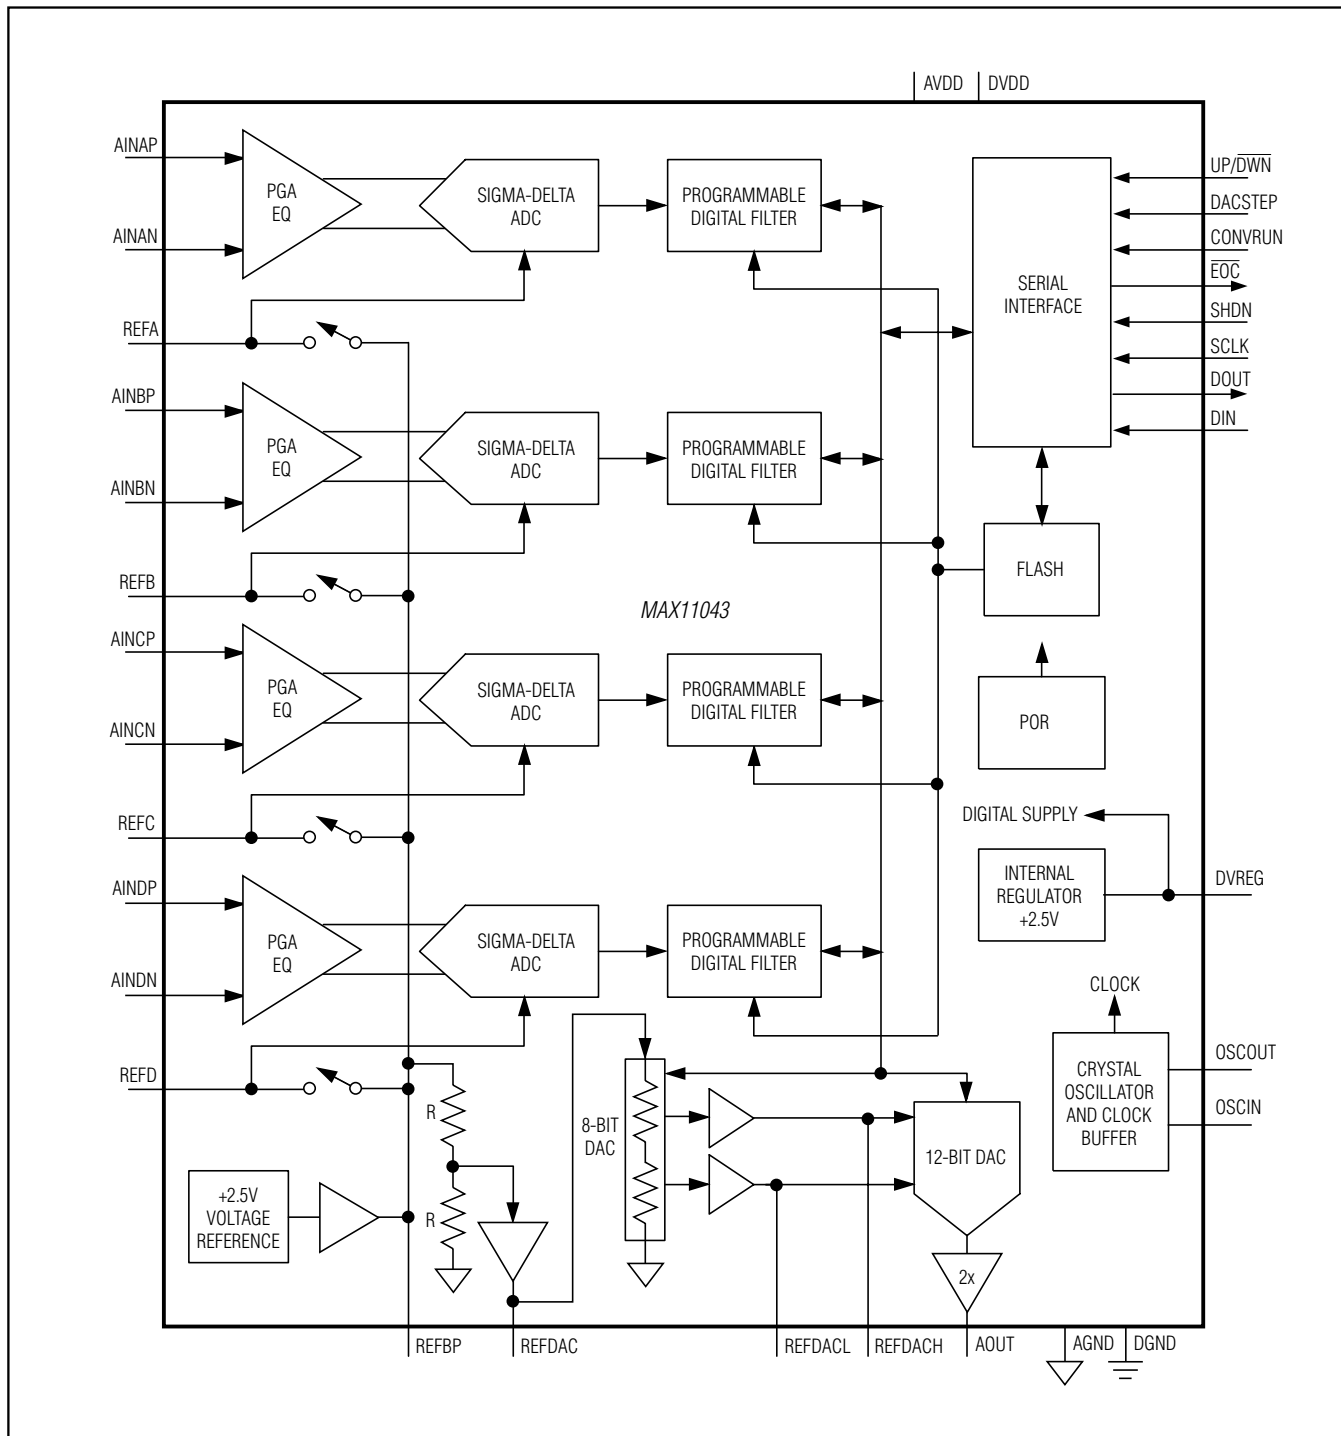 AVDD
DVDD
AINAP
PGA
EQ
SIGMA-DELTA
ADC
PROGRAMMABLE
DIGITAL FILTER
AINAN
REFA
SERIAL
INTERFACE
UP/DWN
DACSTEP
CONVRUN
EOC
SHDN
SCLK
DOUT
DIN
AINBP
PGA
EQ
SIGMA-DELTA
ADC
PROGRAMMABLE
DIGITAL FILTER
AINBN
REFB
FLASH
MAX11043
AINCP
PGA
EQ
SIGMA-DELTA
ADC
PROGRAMMABLE
DIGITAL FILTER
AINCN
REFC
POR
DIGITAL SUPPLY
INTERNAL
REGULATOR
+2.5V
DVREG
AINDP
PGA
EQ
SIGMA-DELTA
ADC
PROGRAMMABLE
DIGITAL FILTER
AINDN
REFD
CLOCK
CRYSTAL
OSCILLATOR
AND CLOCK
BUFFER
OSCOUT
OSCIN
R
R
8-BIT
DAC
12-BIT DAC
+2.5V
VOLTAGE
REFERENCE
2x
REFBP
REFDAC
REFDACL
REFDACH
AOUT
AGND
DGND